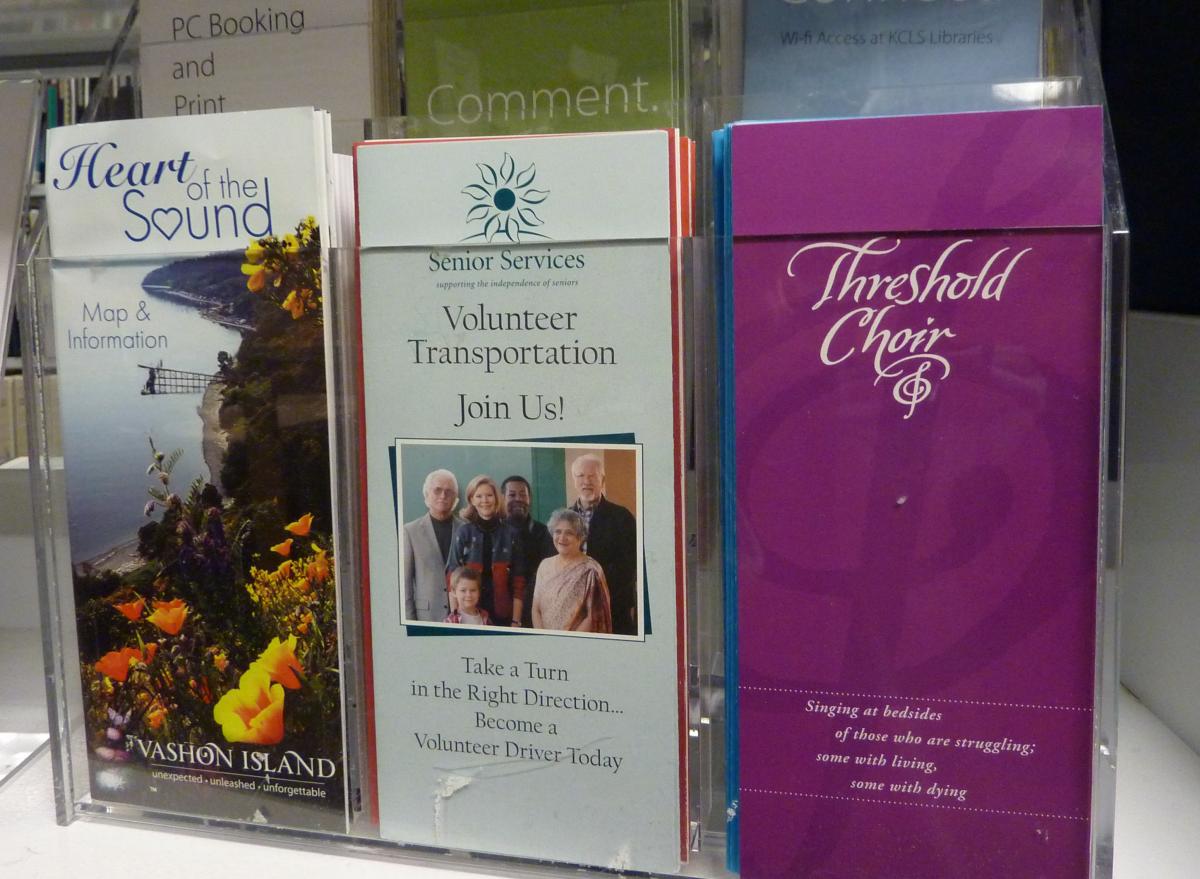 PC Booking
and
Print
Comment.
Wi-fi Access at KCLS Libraries
Heart
of the
Sound
Map &
Information
VASHON ISLAND
unexpected • unleashed • unforgettable
™
Senior Services
supporting the independence of seniors
Volunteer
Transportation
Join Us!
Take a Turn
in the Right Direction...
Become a
Volunteer Driver Today
Threshold
Choir
Singing at bedsides
of those who are struggling;
some with living,
some with dying